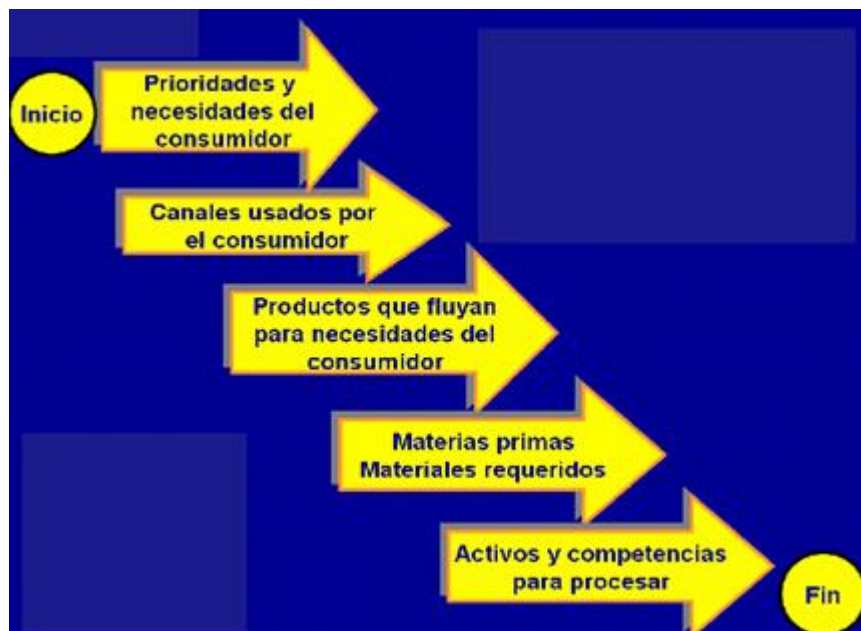 Inicio
Prioridades y
necesidades del
consumidor
Canales usados por
el consumidor
Productos que fluyan
para necesidades del
consumidor
Materias primas
Materiales requeridos
Activos y competencias
para procesar
Fin